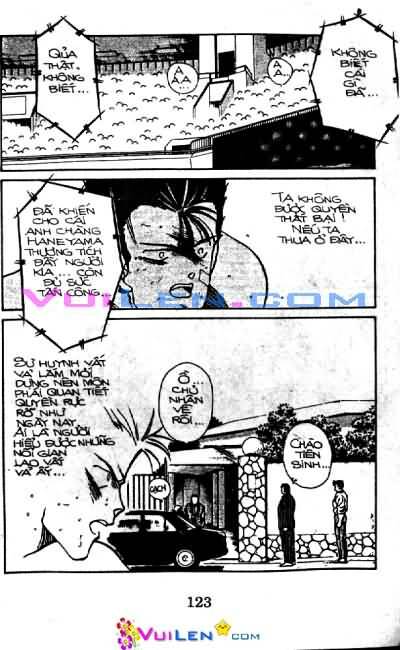 QỦA
THẬT.
KHÔNG
BIẾT...
A
A A...
A
A...
KHÔNG
BIẾT
CÁI
GÌ
ĐÃ...
ĐÃ KHIẾN
CHO CÁI
ANH CHÀNG
HANEYAMA
THƯƠNG TÍCH
ĐẦY NGƯỜI
KIA... CÒN
ĐỦ SỨC
TẤN CÔNG...
TA KHÔNG
ĐƯỢC QUYỀN
THẤT BẠI!
NẾU TA
THUA Ở ĐÂY...
VUILEN.COM
SƯ HUYNH VẤT
VẢ LẮM MỚI
DỰNG NÊN MÔN
PHÁI QUAN TIẾT
QUYỀN RỰC
RỠ NHƯ
NGÀY NAY
AI LÀ NGƯỜI
HIỂU ĐƯỢC NHỮNG
NỖI GIAN
LAO VẤT
VẢ ẤY...
Ồ...
CHỦ
NHÂN
VỀ
RỒI...
CHÀO
TIÊN
SINH...
XẠCH
123
VUILEN.COM